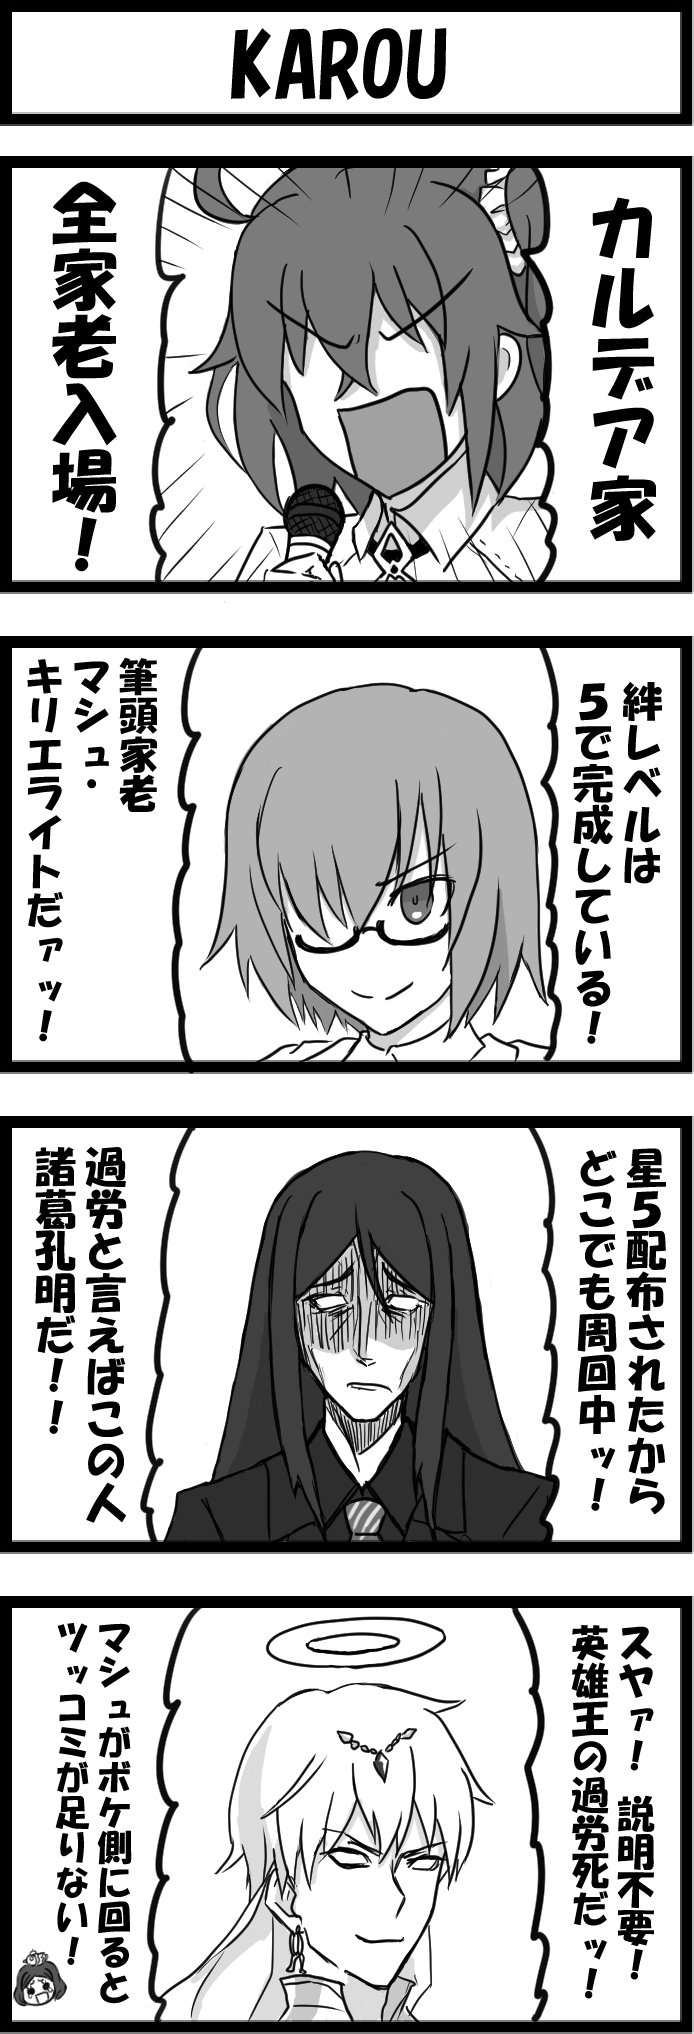 KAROU
カルデア家
全家老入場！
絆レベルは
５で完成している！
筆頭家老
マシュ・
キリエライトだァッ！
星５配布されたから
どこでも周回中ッ！
過労と言えばこの人
諸葛孔明だ！！
スヤァ！　説明不要！
英雄王の過労死だッ！
マシュがボケ側に回ると
ツッコミが足りない！